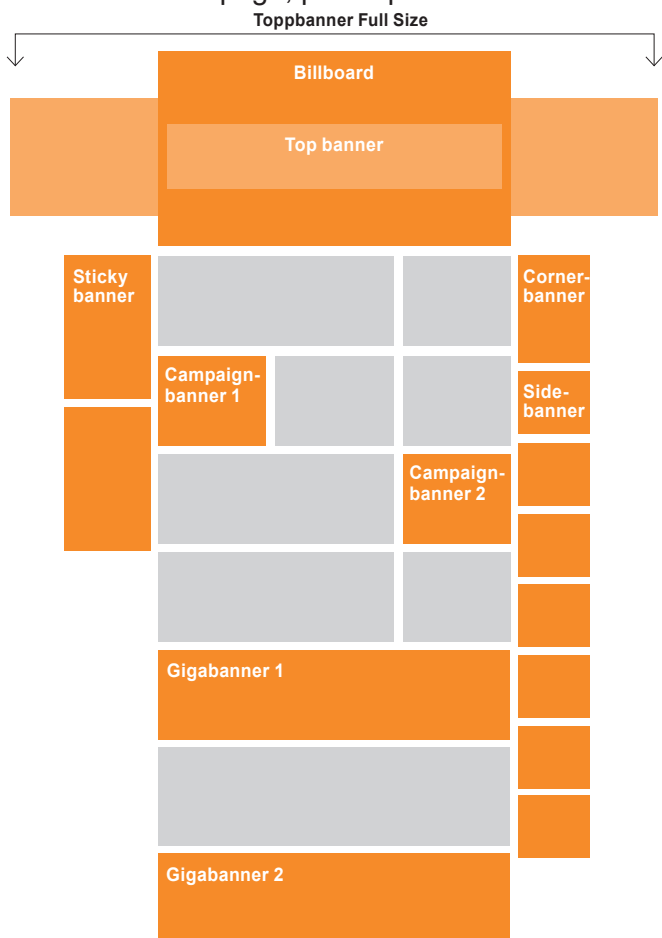 Toppbanner Full Size
Billboard
Top banner
Sticky
banner
Corner-
banner
Campaign-
banner 1
Side-
banner
Campaign-
banner 2
Gigabanner 1
Gigabanner 2